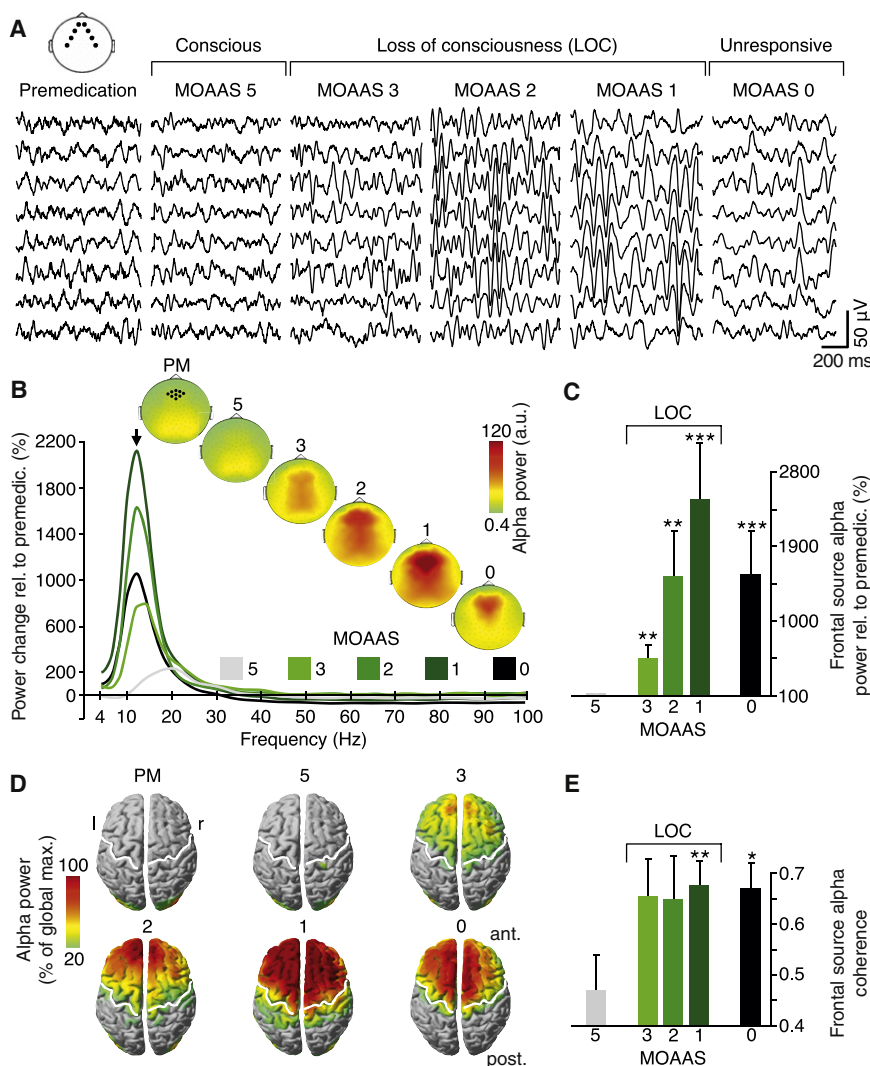 A
Conscious
Loss of consciousness (LOC)
Unresponsive
Premedication
MOAAS 5
MOAAS 3
MOAAS 2
MOAAS 1
MOAAS 0
50 µV
200 ms
B
PM
5
3
2
1
0
120
0.4
Alpha power (a.u.)
Power change rel. to premedic. (%)
2200
1800
1400
1000
600
200
0
MOAAS
5
3
2
1
0
4
10
20
30
40
50
60
70
80
90
100
Frequency (Hz)
C
LOC
**
**
***
***
2800
1900
1000
100
Frontal source alpha
power rel. to premedic. (%)
5
3
2
1
0
MOAAS
D
PM
5
3
l
r
100
20
Alpha power
(% of global max.)
2
1
0
ant.
post.
E
LOC
**
*
0.7
0.6
0.5
0.4
Frontal source alpha
coherence
5
3
2
1
0
MOAAS